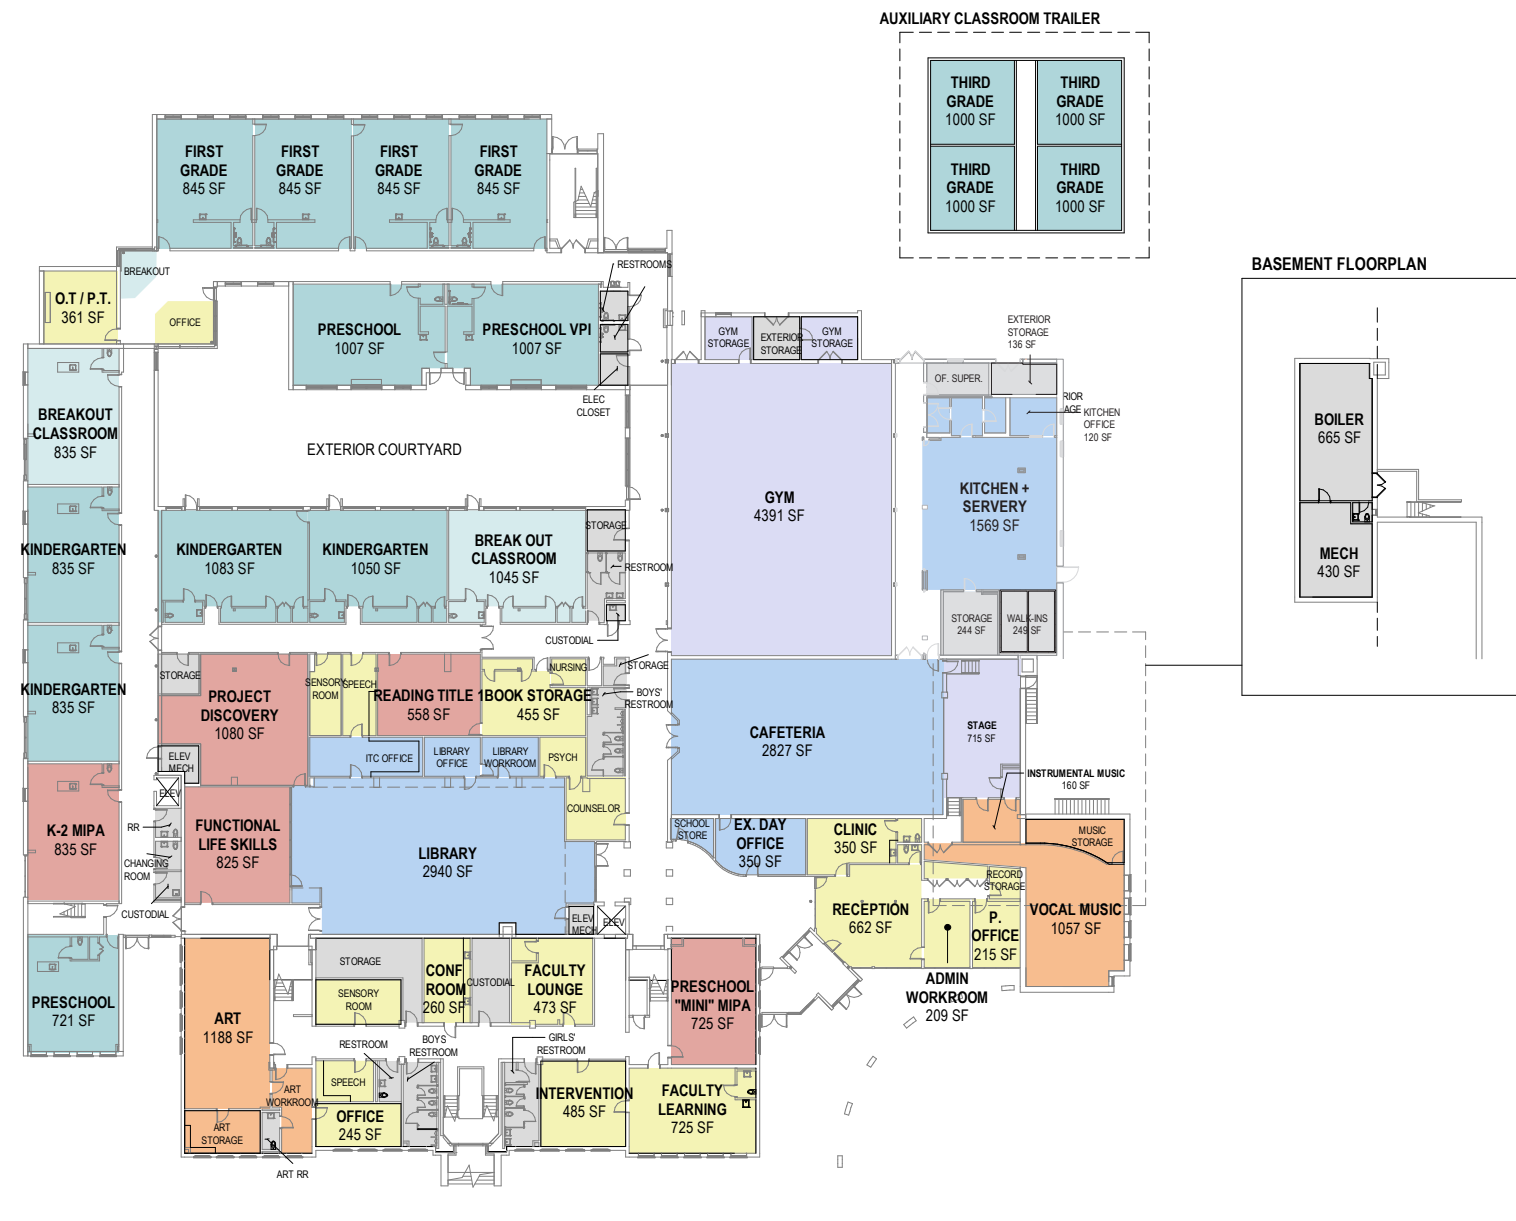 AUXILIARY CLASSROOM TRAILER
THIRD
GRADE
1000 SF
THIRD
GRADE
1000 SF
THIRD
GRADE
1000 SF
THIRD
GRADE
1000 SF
BASEMENT FLOORPLAN
BOILER
665 SF
MECH
430 SF
FIRST
GRADE
845 SF
FIRST
GRADE
845 SF
FIRST
GRADE
845 SF
FIRST
GRADE
845 SF
BREAKOUT
O.T / P.T.
361 SF
OFFICE
RESTROOMS
PRESCHOOL
1007 SF
PRESCHOOL VPI
1007 SF
ELEC
CLOSET
GYM
STORAGE
EXTERIOR
STORAGE
GYM
STORAGE
EXTERIOR
STORAGE
136 SF
OF. SUPER.
RIOR
AGE
KITCHEN
OFFICE
120 SF
BREAKOUT
CLASSROOM
835 SF
EXTERIOR COURTYARD
GYM
4391 SF
KITCHEN +
SERVERY
1569 SF
KINDERGARTEN
835 SF
KINDERGARTEN
1083 SF
KINDERGARTEN
1050 SF
BREAK OUT
CLASSROOM
1045 SF
STORAGE
RESTROOM
CUSTODIAL
STORAGE
244 SF
WALK-INS
249 SF
KINDERGARTEN
835 SF
STORAGE
PROJECT
DISCOVERY
1080 SF
SENSORY
ROOM
SPEECH
READING TITLE 1
558 SF
BOOK STORAGE
455 SF
NURSING
STORAGE
BOYS'
RESTROOM
ELEV
MECH
ITC OFFICE
LIBRARY
OFFICE
LIBRARY
WORKROOM
PSYCH
CAFETERIA
2827 SF
STAGE
715 SF
INSTRUMENTAL MUSIC
160 SF
ELEV
K-2 MIPA
835 SF
RR
CHANGING
ROOM
CUSTODIAL
FUNCTIONAL
LIFE SKILLS
825 SF
LIBRARY
2940 SF
COUNSELOR
SCHOOL
STORE
EX. DAY
OFFICE
350 SF
CLINIC
350 SF
MUSIC
STORAGE
RECORD
STORAGE
RECEPTION
662 SF
P.
OFFICE
215 SF
VOCAL MUSIC
1057 SF
ELEV
MECH
ELEV
ADMIN
WORKROOM
209 SF
PRESCHOOL
721 SF
ART
1188 SF
STORAGE
SENSORY
ROOM
CONF
ROOM
260 SF
CUSTODIAL
FACULTY
LOUNGE
473 SF
PRESCHOOL
"MINI" MIPA
725 SF
RESTROOM
BOYS
RESTROOM
GIRLS'
RESTROOM
ART
WORKROOM
SPEECH
OFFICE
245 SF
INTERVENTION
485 SF
FACULTY
LEARNING
725 SF
ART
STORAGE
ART RR